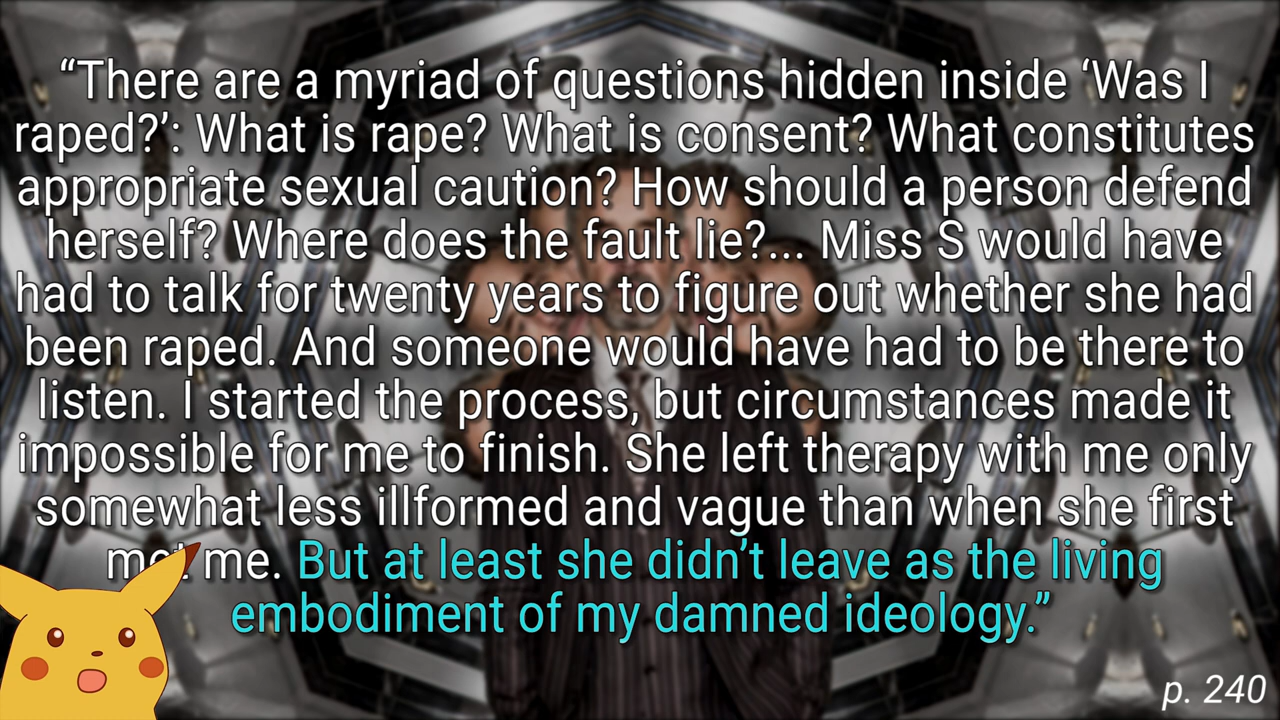 “There are a myriad of questions hidden inside ‘Was I
raped?’: What is rape? What is consent? What constitutes
appropriate sexual caution? How should a person defend
herself? Where does the fault lie?... Miss S would have
had to talk for twenty years to figure out whether she had
been raped. And someone would have had to be there to
listen. I started the process, but circumstances made it
impossible for me to finish. She left therapy with me only
somewhat less illformed and vague than when she first
met me. But at least she didn’t leave as the living
embodiment of my damned ideology.”
p. 240